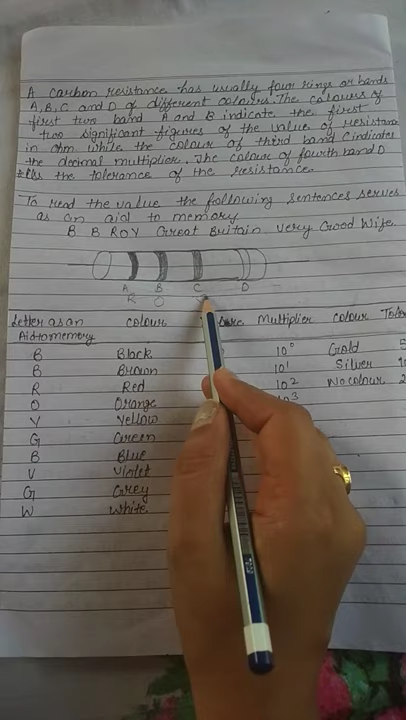 A carbon resistance has usually four rings or bands
A, B, C and D of different colours. The colours of
first two band A and B indicate the first
two significant figures of the value of resistance
in ohm while the colour of third band C indicates
the decimal multiplier. The colour of fourth band D
tells the tolerance of the resistance.
To read the value the following sentences serves
as an aid to memory
B B ROY Great Britain Very Good Wife
A B C D
R O
Letter as an colour Multiplier colour
Aid to memory
B Black 10⁰ Gold 5
B Brown 10¹ Silver
R Red 10² No colour 2
O Orange 10³
Y Yellow
G Green
B Blue
V Violet
G Grey
W White